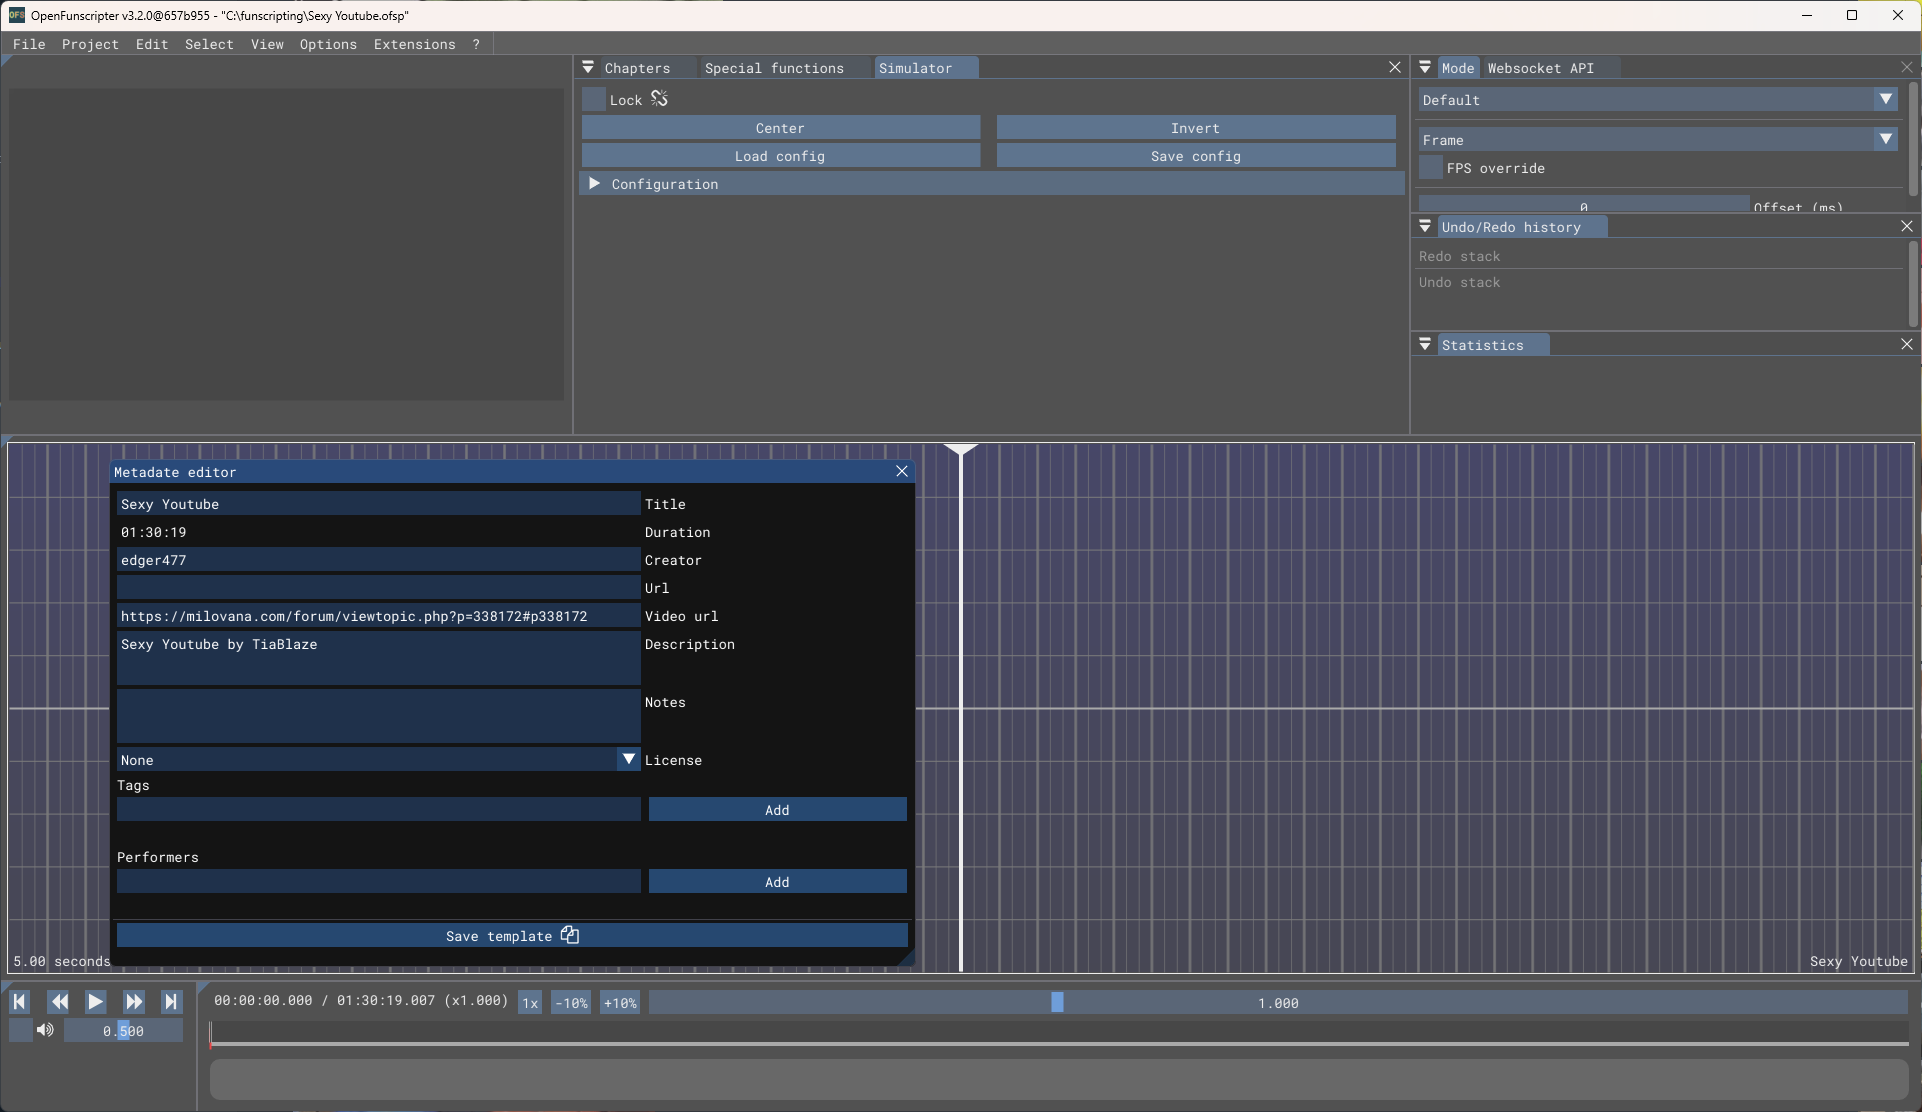 OFS OpenFunscripter v3.2.0@657b955 - "C:\funscripting\Sexy Youtube.ofsp"
File Project Edit Select View Options Extensions ?
Chapters Special functions Simulator
Lock
Center Invert
Load config Save config
Configuration
Mode Websocket API
Default
Frame
FPS override
0 Offset (ms)
Undo/Redo history
Redo stack
Undo stack
Statistics
Metadate editor
Sexy Youtube Title
01:30:19 Duration
edger477 Creator
Url
https://milovana.com/forum/viewtopic.php?p=338172#p338172 Video url
Sexy Youtube by TiaBlaze Description
Notes
None License
Tags
Add
Performers
Add
Save template
5.00 seconds
Sexy Youtube
00:00:00.000 / 01:30:19.007 (x1.000) 1x -10% +10% 1.000
0.500